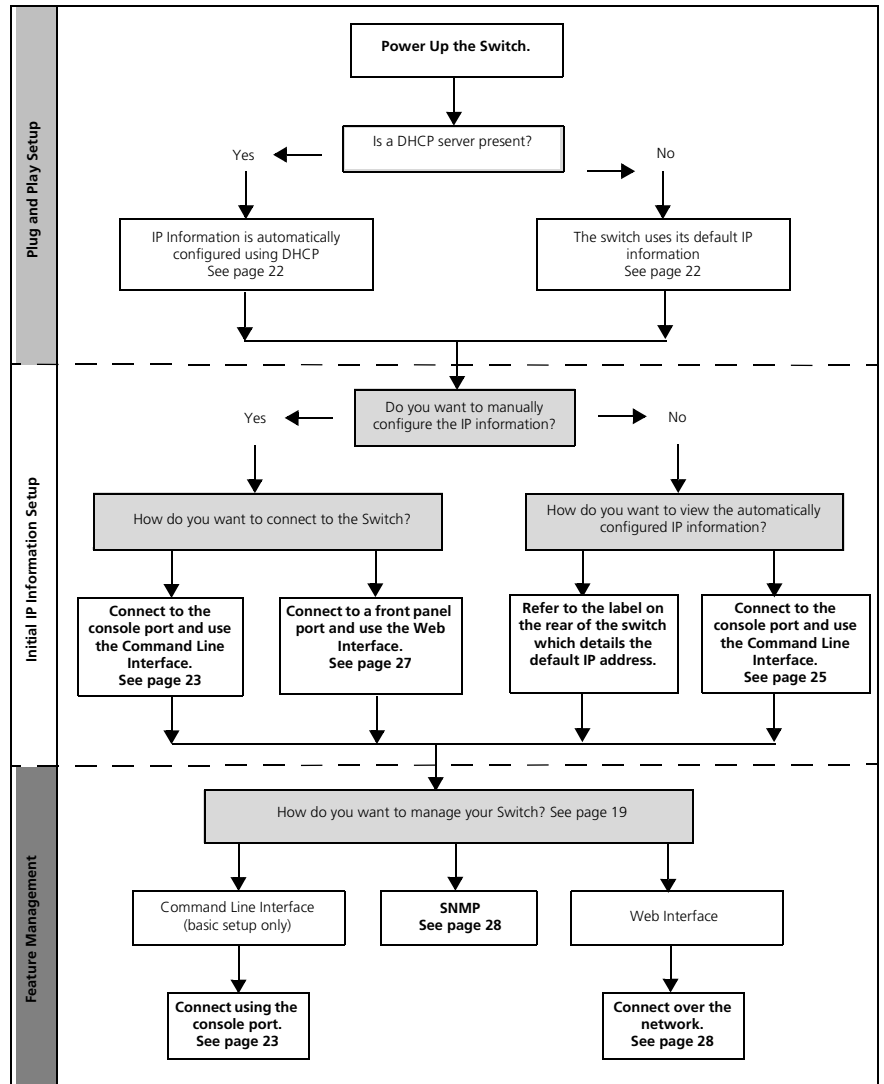 Plug and Play Setup
Power Up the Switch.
Is a DHCP server present?
Yes
No
IP Information is automatically
configured using DHCP
See page 22
The switch uses its default IP
information
See page 22
Initial IP Information Setup
Do you want to manually
configure the IP information?
Yes
No
How do you want to connect to the Switch?
How do you want to view the automatically
configured IP information?
Connect to the
console port and use
the Command Line
Interface.
See page 23
Connect to a front panel
port and use the Web
Interface.
See page 27
Refer to the label on
the rear of the switch
which details the
default IP address.
Connect to the
console port and use
the Command Line
Interface.
See page 25
Feature Management
How do you want to manage your Switch? See page 19
Command Line Interface
(basic setup only)
SNMP
See page 28
Web Interface
Connect using the
console port.
See page 23
Connect over the
network.
See page 28